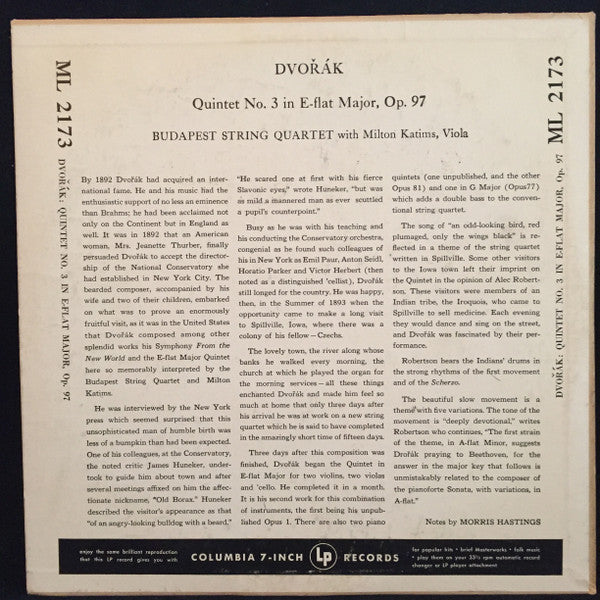 DVOŘÁK
Quintet No. 3 in E-flat Major, Op. 97
BUDAPEST STRING QUARTET with Milton Katims, Viola
ML 2173
DVOŘÁK: QUINTET NO. 3 IN E-FLAT MAJOR, Op. 97
By 1892 Dvořák had acquired an inter-
national fame. He and his music had the
enthusiastic support of no less an eminence
than Brahms; he had been acclaimed not
only on the Continent but in England as
well. It was in 1892 that an American
woman, Mrs. Jeanette Thurber, finally
persuaded Dvořák to accept the director-
ship of the National Conservatory she
had established in New York City. The
bearded composer, accompanied by his
wife and two of their children, embarked
on what was to prove an enormously
fruitful visit, as it was in the United States
that Dvořák composed among other
splendid works his Symphony From the
New World and the E-flat Major Quintet
here so memorably interpreted by the
Budapest String Quartet and Milton
Katims.
He was interviewed by the New York
press which seemed surprised that this
unsophisticated man of humble birth was
less of a bumpkin than had been expected.
One of his colleagues, at the Conservatory,
the noted critic James Huneker, under-
took to guide him about town and after
several meetings affixed on him the affec-
tionate nickname, "Old Borax." Huneker
described the visitor's appearance as that
"of an angry-looking bulldog with a beard."
"He scared one at first with his fierce
Slavonic eyes," wrote Huneker, "but was
as mild a mannered man as ever scuttled
a pupil's counterpoint."
Busy as he was with his teaching and
his conducting the Conservatory orchestra,
congenial as he found such colleagues of
his in New York as Emil Paur, Anton Seidl,
Horatio Parker and Victor Herbert (then
noted as a distinguished 'cellist), Dvořák
still longed for the country. He was happy,
then, in the Summer of 1893 when the
opportunity came to make a long visit
to Spillville, Iowa, where there was a
colony of his fellow—Czechs.
The lovely town, the river along whose
banks he walked every morning, the
church at which he played the organ for
the morning services—all these things
enchanted Dvořák and made him feel so
much at home that only three days after
his arrival he was at work on a new string
quartet which he is said to have completed
in the amazingly short time of fifteen days.
Three days after this composition was
finished, Dvořák began the Quintet in
E-flat Major for two violins, two violas
and 'cello. He completed it in a month.
It is his second work for this combination
of instruments, the first being his unpub-
lished Opus 1. There are also two piano
quintets (one unpublished, and the other
Opus 81) and one in G Major (Opus77)
which adds a double bass to the conven-
tional string quartet.
The song of "an odd-looking bird, red
plumaged, only the wings black" is re-
flected in a theme of the string quartet
written in Spillville. Some other visitors
to the Iowa town left their imprint on
the Quintet in the opinion of Alec Robert-
son. These visitors were members of an
Indian tribe, the Iroquois, who came to
Spillville to sell medicine. Each evening
they would dance and sing on the street,
and Dvořák was fascinated by their per-
formance.
Robertson hears the Indians' drums in
the strong rhythms of the first movement
and of the Scherzo.
The beautiful slow movement is a
theme with five variations. The tone of the
movement is "deeply devotional," writes
Robertson who continues, "The first strain
of the theme, in A-flat Minor, suggests
Drořák praying to Beethoven, for the
answer in the major key that follows is
unmistakably related to the composer of
the pianoforte Sonata, with variations, in
A-flat."
Notes by MORRIS HASTINGS
ML 2173
DVOŘÁK: QUINTET NO. 3 IN E-FLAT MAJOR, Op. 97
enjoy the same brilliant reproduction
that this LP record gives you with
COLUMBIA 7-INCH LP RECORDS
for popular hits • brief Masterworks • folk music
play them on your 33⅓ rpm automatic record
changer or LP player attachment